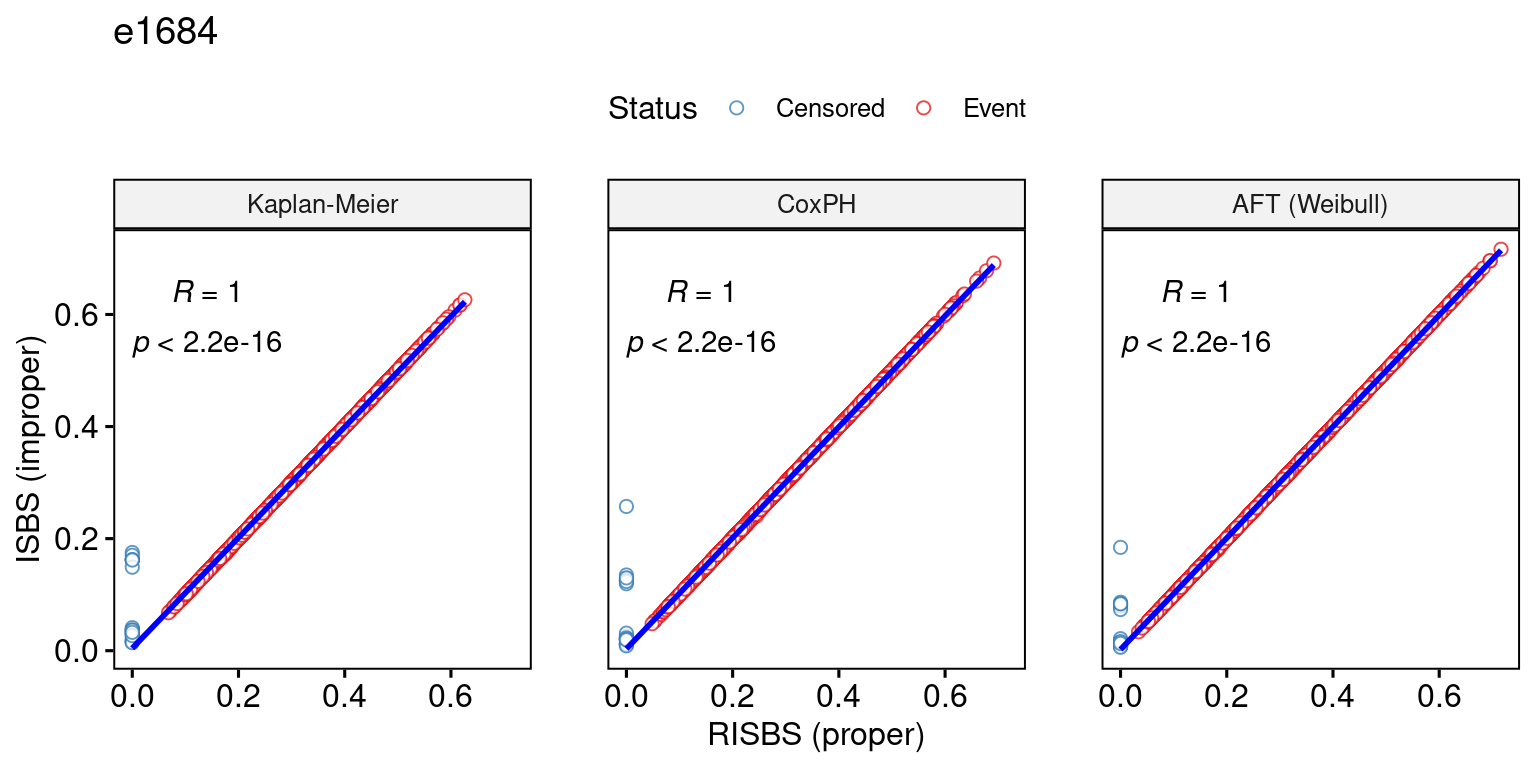 e1684
Status Censored Event
Kaplan-Meier CoxPH AFT (Weibull)
R = 1 R = 1 R = 1
p < 2.2e-16 p < 2.2e-16 p < 2.2e-16
0.6
0.4
0.2
0.0
ISBS (improper)
0.0 0.2 0.4 0.6 0.0 0.2 0.4 0.6 0.0 0.2 0.4 0.6
RISBS (proper)